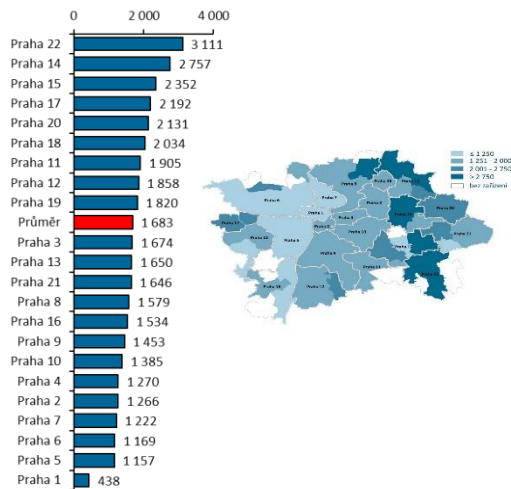 0 2 000 4 000
Praha 22 3 111
Praha 14 2 757
Praha 15 2 352
Praha 17 2 192
Praha 20 2 131
Praha 18 2 034
Praha 11 1 905
Praha 12 1 858
Praha 19 1 820
Průměr 1 683
Praha 3 1 674
Praha 13 1 650
Praha 21 1 646
Praha 8 1 579
Praha 16 1 534
Praha 9 1 453
Praha 10 1 385
Praha 4 1 270
Praha 2 1 266
Praha 7 1 222
Praha 6 1 169
Praha 5 1 157
Praha 1 438
≤ 1 250
1 251 - 2 000
2 001 - 2 750
> 2 750
bez zařízení